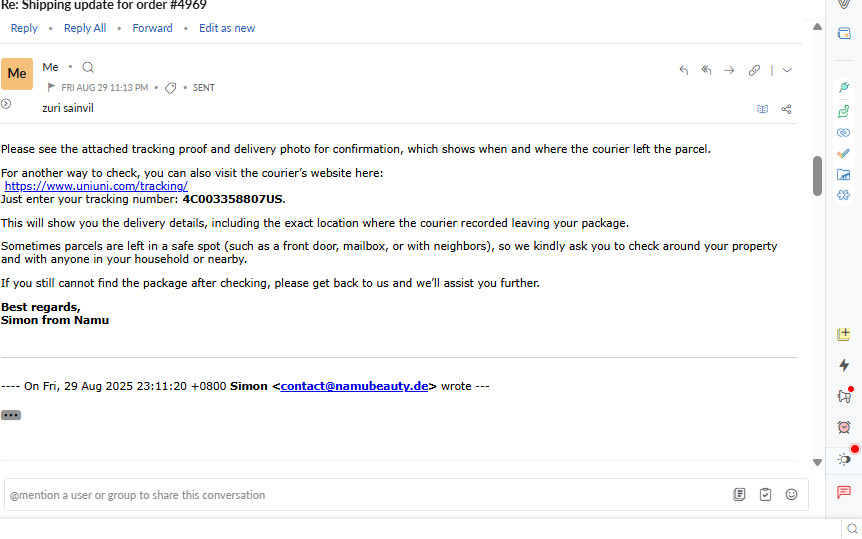 Re: Shipping update for order #4969
Reply • Reply All • Forward • Edit as new
Me
Me •
FRI AUG 29 11:13 PM • • SENT
zuri sainvil
Please see the attached tracking proof and delivery photo for confirmation, which shows when and where the courier left the parcel.
For another way to check, you can also visit the courier’s website here:
https://www.uniuni.com/tracking/
Just enter your tracking number: 4C003358807US.
This will show you the delivery details, including the exact location where the courier recorded leaving your package.
Sometimes parcels are left in a safe spot (such as a front door, mailbox, or with neighbors), so we kindly ask you to check around your property
and with anyone in your household or nearby.
If you still cannot find the package after checking, please get back to us and we’ll assist you further.
Best regards,
Simon from Namu
---- On Fri, 29 Aug 2025 23:11:20 +0800 Simon <contact@namubeauty.de> wrote ---
@mention a user or group to share this conversation